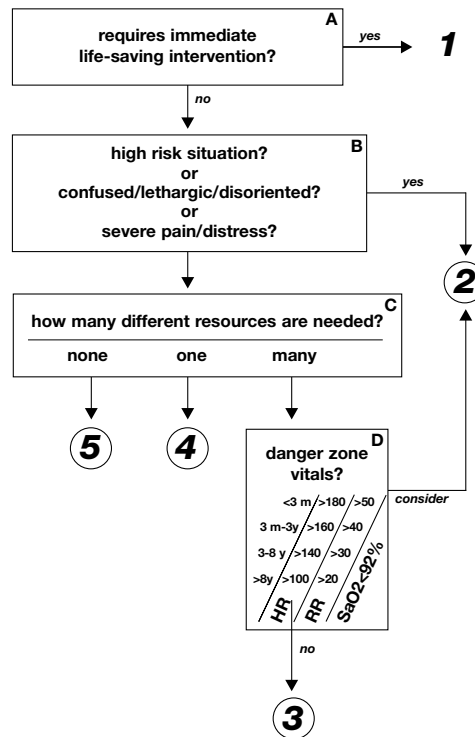 A
requires immediate
life-saving intervention?
yes
1
no
B
high risk situation?
or
confused/lethargic/disoriented?
or
severe pain/distress?
yes
2
C
how many different resources are needed?
none one many
5 4
D
danger zone
vitals?
<3 m >180 >50
3 m-3y >160 >40
3-8 y >140 >30
>8y >100 >20
HR RR SaO2<92%
consider
no
3